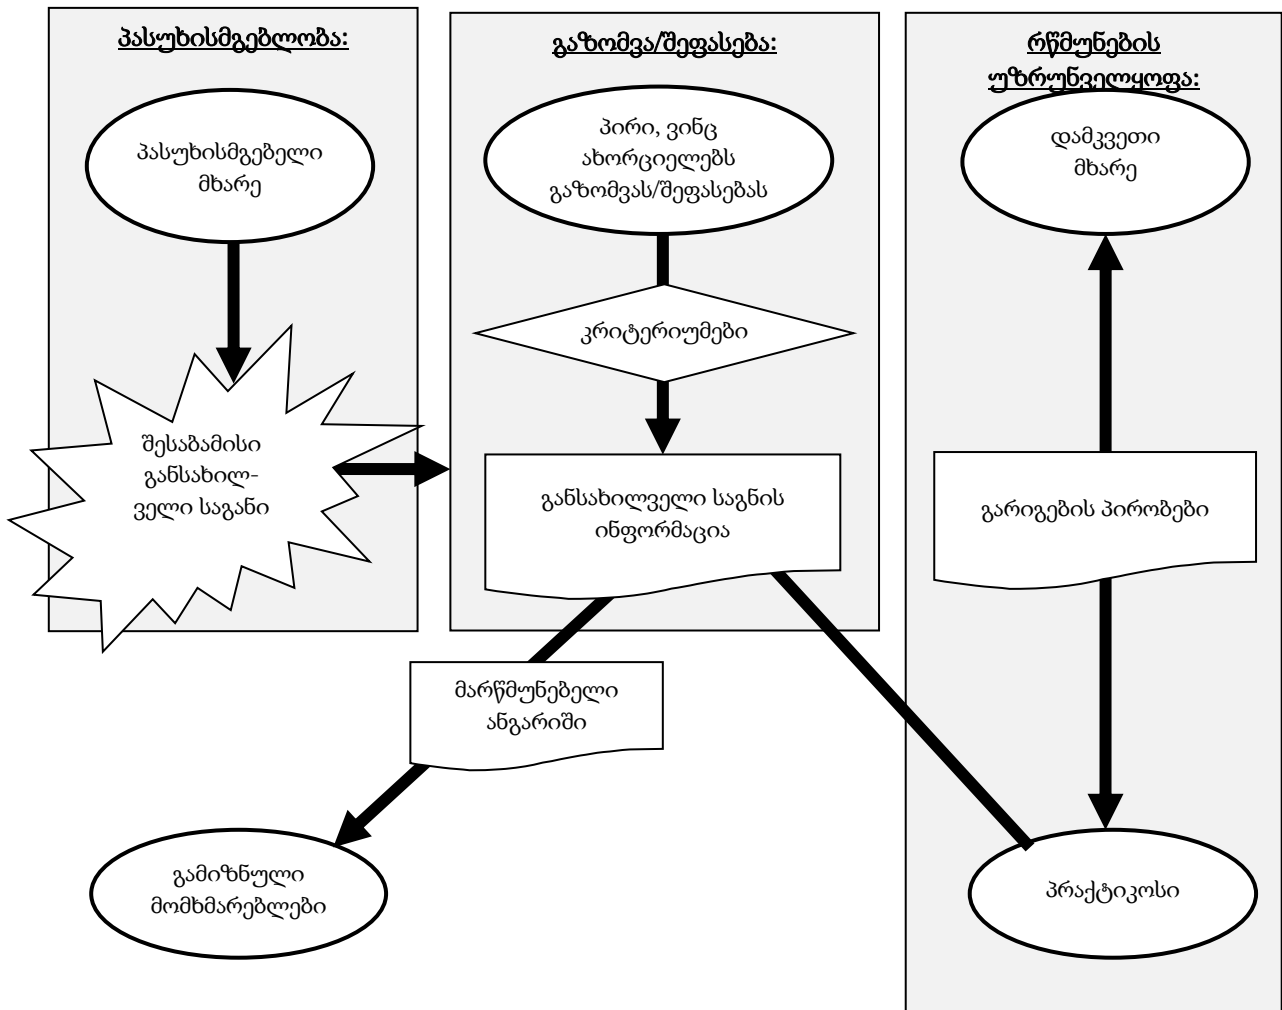 პასუხისმგებლობა:
პასუხისმგებელი
მხარე
შესაბამისი
განსახილ-
ველი საგანი
გაზომვა/შეფასება:
პირი, ვინც
ახორციელებს
გაზომვას/შეფასებას
კრიტერიუმები
განსახილველი საგნის
ინფორმაცია
რწმუნების
უზრუნველყოფა:
დამკვეთი
მხარე
გარიგების პირობები
მარწმუნებელი
ანგარიში
გამიზნული
მომხმარებლები
პრაქტიკოსი